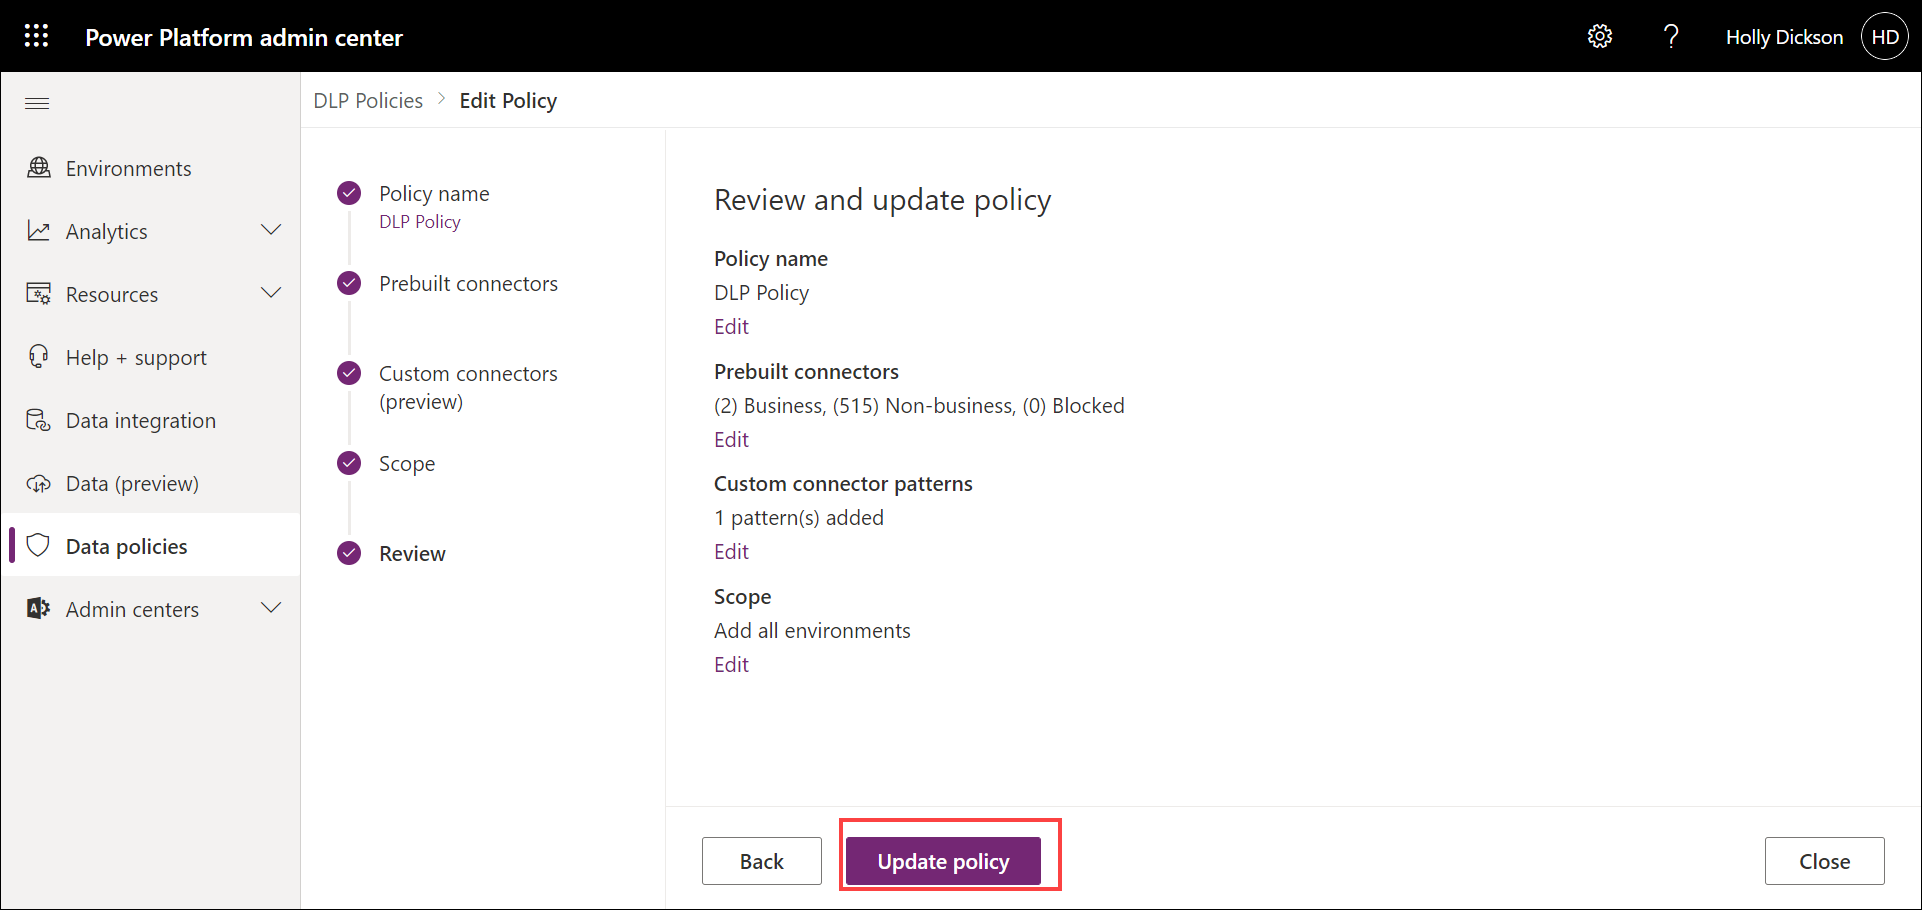 Power Platform admin center
Holly Dickson
HD
Environments
Analytics
Resources
Help + support
Data integration
Data (preview)
Data policies
Admin centers
DLP Policies > Edit Policy
Policy name
DLP Policy
Prebuilt connectors
Custom connectors
(preview)
Scope
Review
Review and update policy
Policy name
DLP Policy
Edit
Prebuilt connectors
(2) Business, (515) Non-business, (0) Blocked
Edit
Custom connector patterns
1 pattern(s) added
Edit
Scope
Add all environments
Edit
Back
Update policy
Close